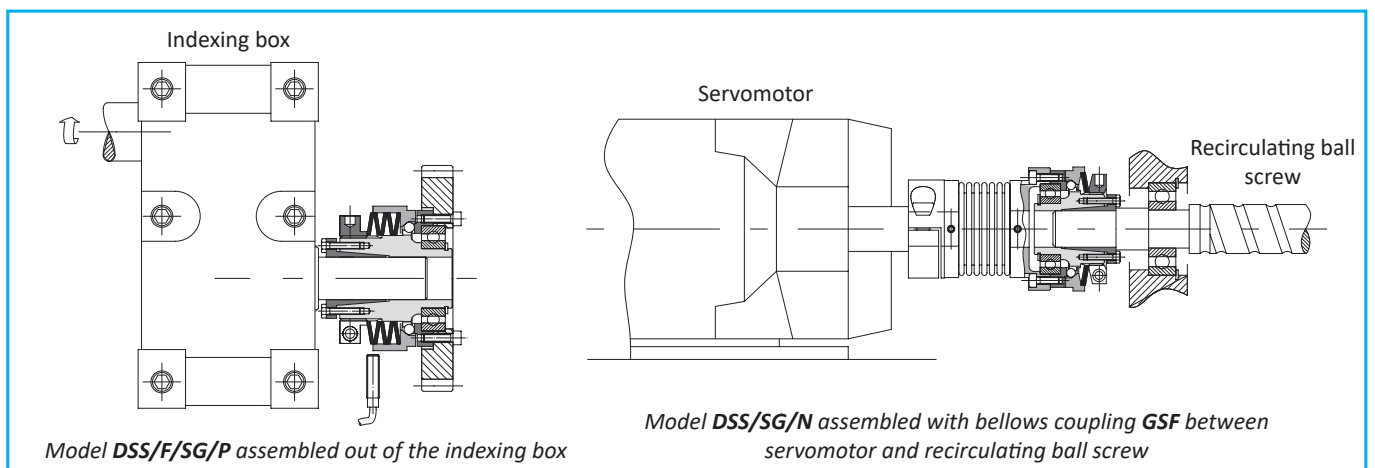 Indexing box
Servomotor
Recirculating ball
screw
Model DSS/F/SG/P assembled out of the indexing box
Model DSS/SG/N assembled with bellows coupling GSF between
servomotor and recirculating ball screw